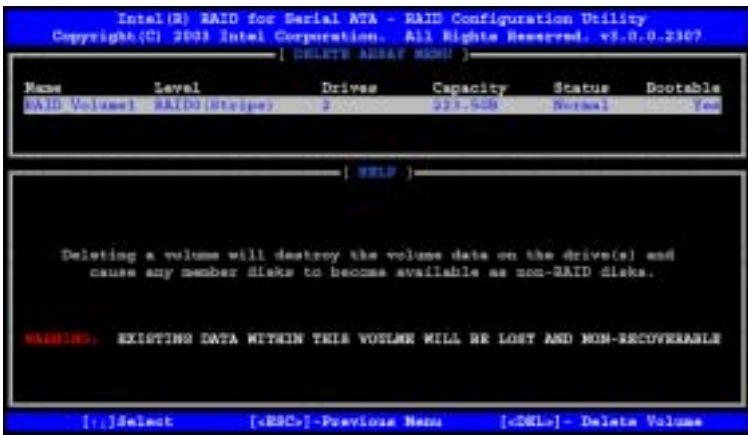 Intel(R) RAID for Serial ATA - RAID Configuration Utility
Copyright(C) 2003 Intel Corporation. All Rights Reserved. v3.0.0.2307
[ DELETE ARRAY MENU ]
Name Level Drives Capacity Status Bootable
RAID Volume1 RAID0(Stripe) 2 223.5GB Normal Yes
[ HELP ]
Deleting a volume will destroy the volume data on the drive(s) and
cause any member disks to become available as non-RAID disks.
WARNING: EXISTING DATA WITHIN THIS VOLUME WILL BE LOST AND NON-RECOVERABLE
[↑↓]Select [<ESC>]-Previous Menu [<DEL>]- Delete Volume